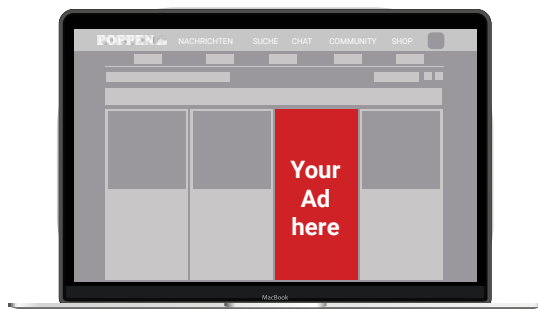 POPPEN.de
NACHRICHTEN SUCHE CHAT COMMUNITY SHOP
Your
Ad
here
MacBook